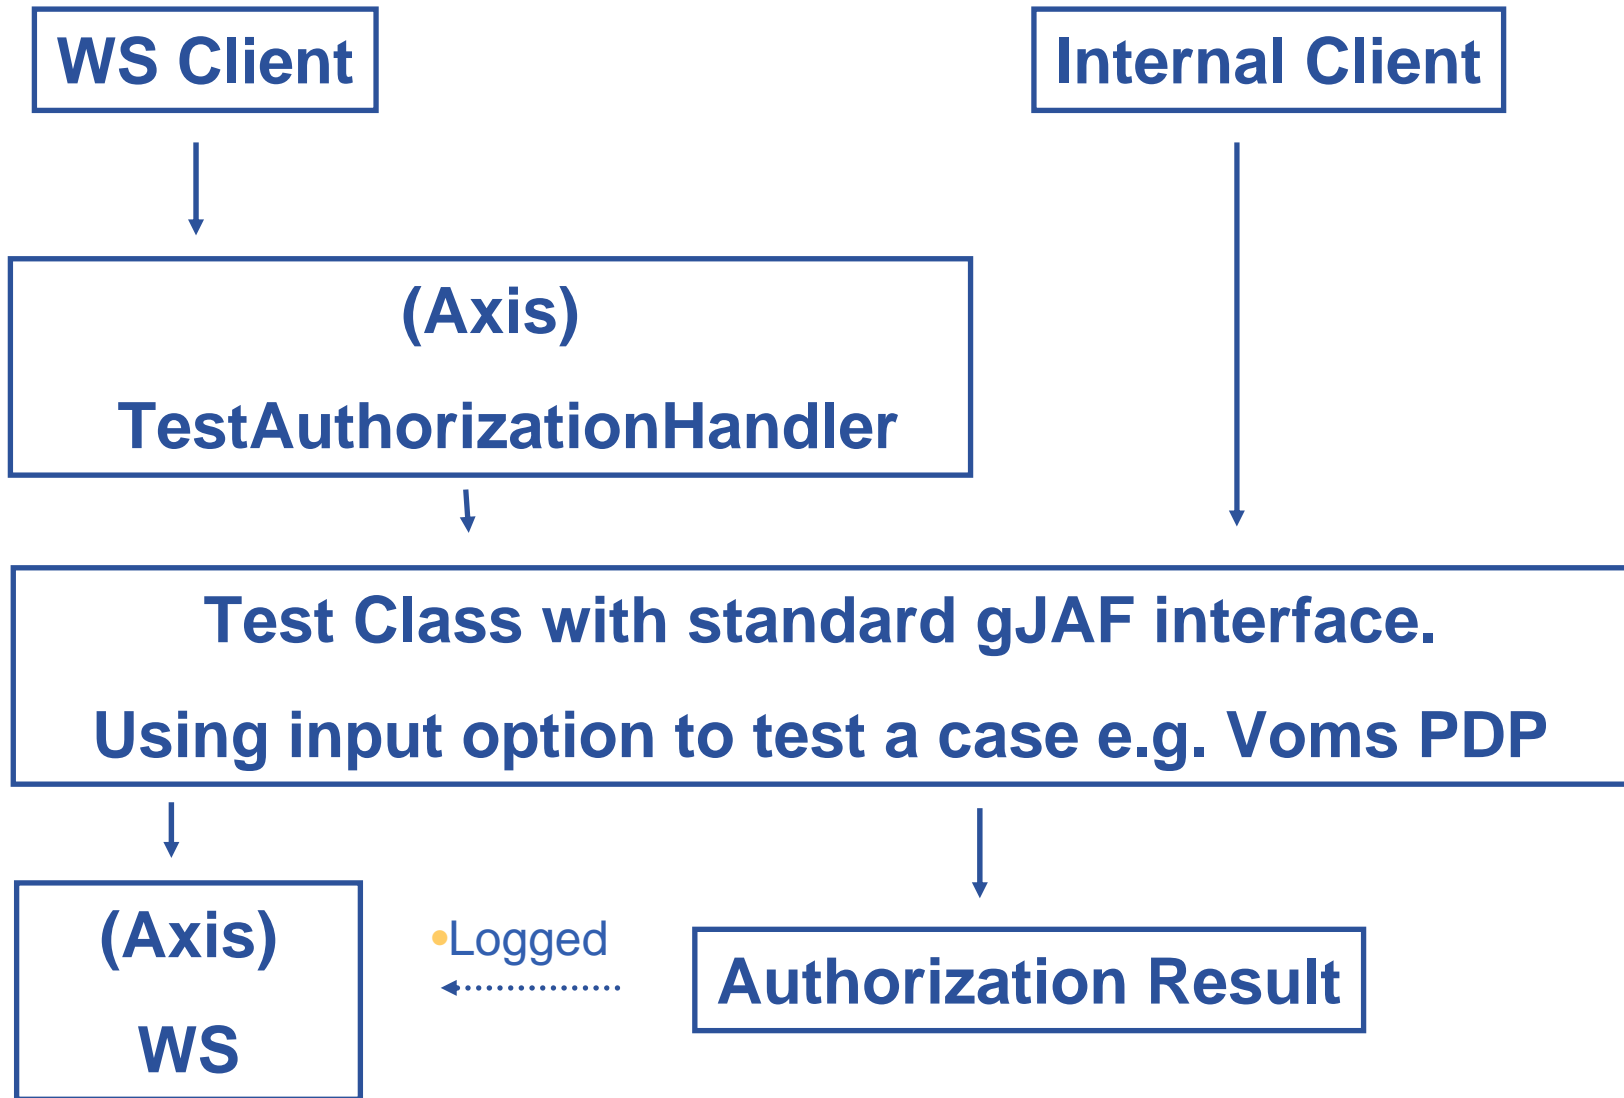 WS Client
Internal Client
(Axis)
TestAuthorizationHandler
Test Class with standard gJAF interface.
Using input option to test a case e.g. Voms PDP
(Axis)
WS
•Logged
Authorization Result